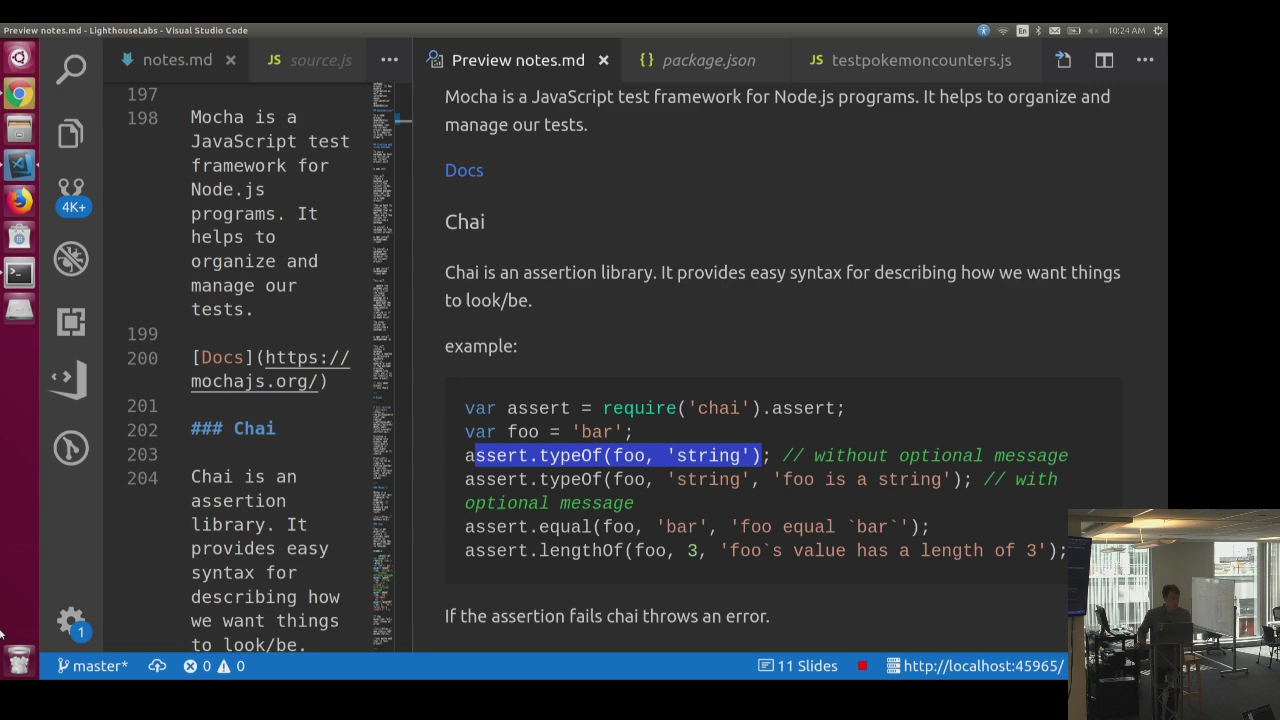 Preview notes.md - LighthouseLabs - Visual Studio Code
En
10:24 AM
notes.md
JS source.js
Preview notes.md
{} package.json
JS testpokemoncounters.js
197
198 Mocha is a
JavaScript test
framework for
Node.js
programs. It
helps to
organize and
manage our
tests.
199
200 [Docs](https://
mochajs.org/)
201
202 ### Chai
203
204 Chai is an
assertion
library. It
provides easy
syntax for
describing how
we want things
to look/be.
4K+
1
Mocha is a JavaScript test framework for Node.js programs. It helps to organize and
manage our tests.
Docs
Chai
Chai is an assertion library. It provides easy syntax for describing how we want things
to look/be.
example:
var assert = require('chai').assert;
var foo = 'bar';
assert.typeOf(foo, 'string'); // without optional message
assert.typeOf(foo, 'string', 'foo is a string'); // with
optional message
assert.equal(foo, 'bar', 'foo equal `bar`');
assert.lengthOf(foo, 3, 'foo`s value has a length of 3');
If the assertion fails chai throws an error.
master*
0
0
11 Slides
http://localhost:45965/